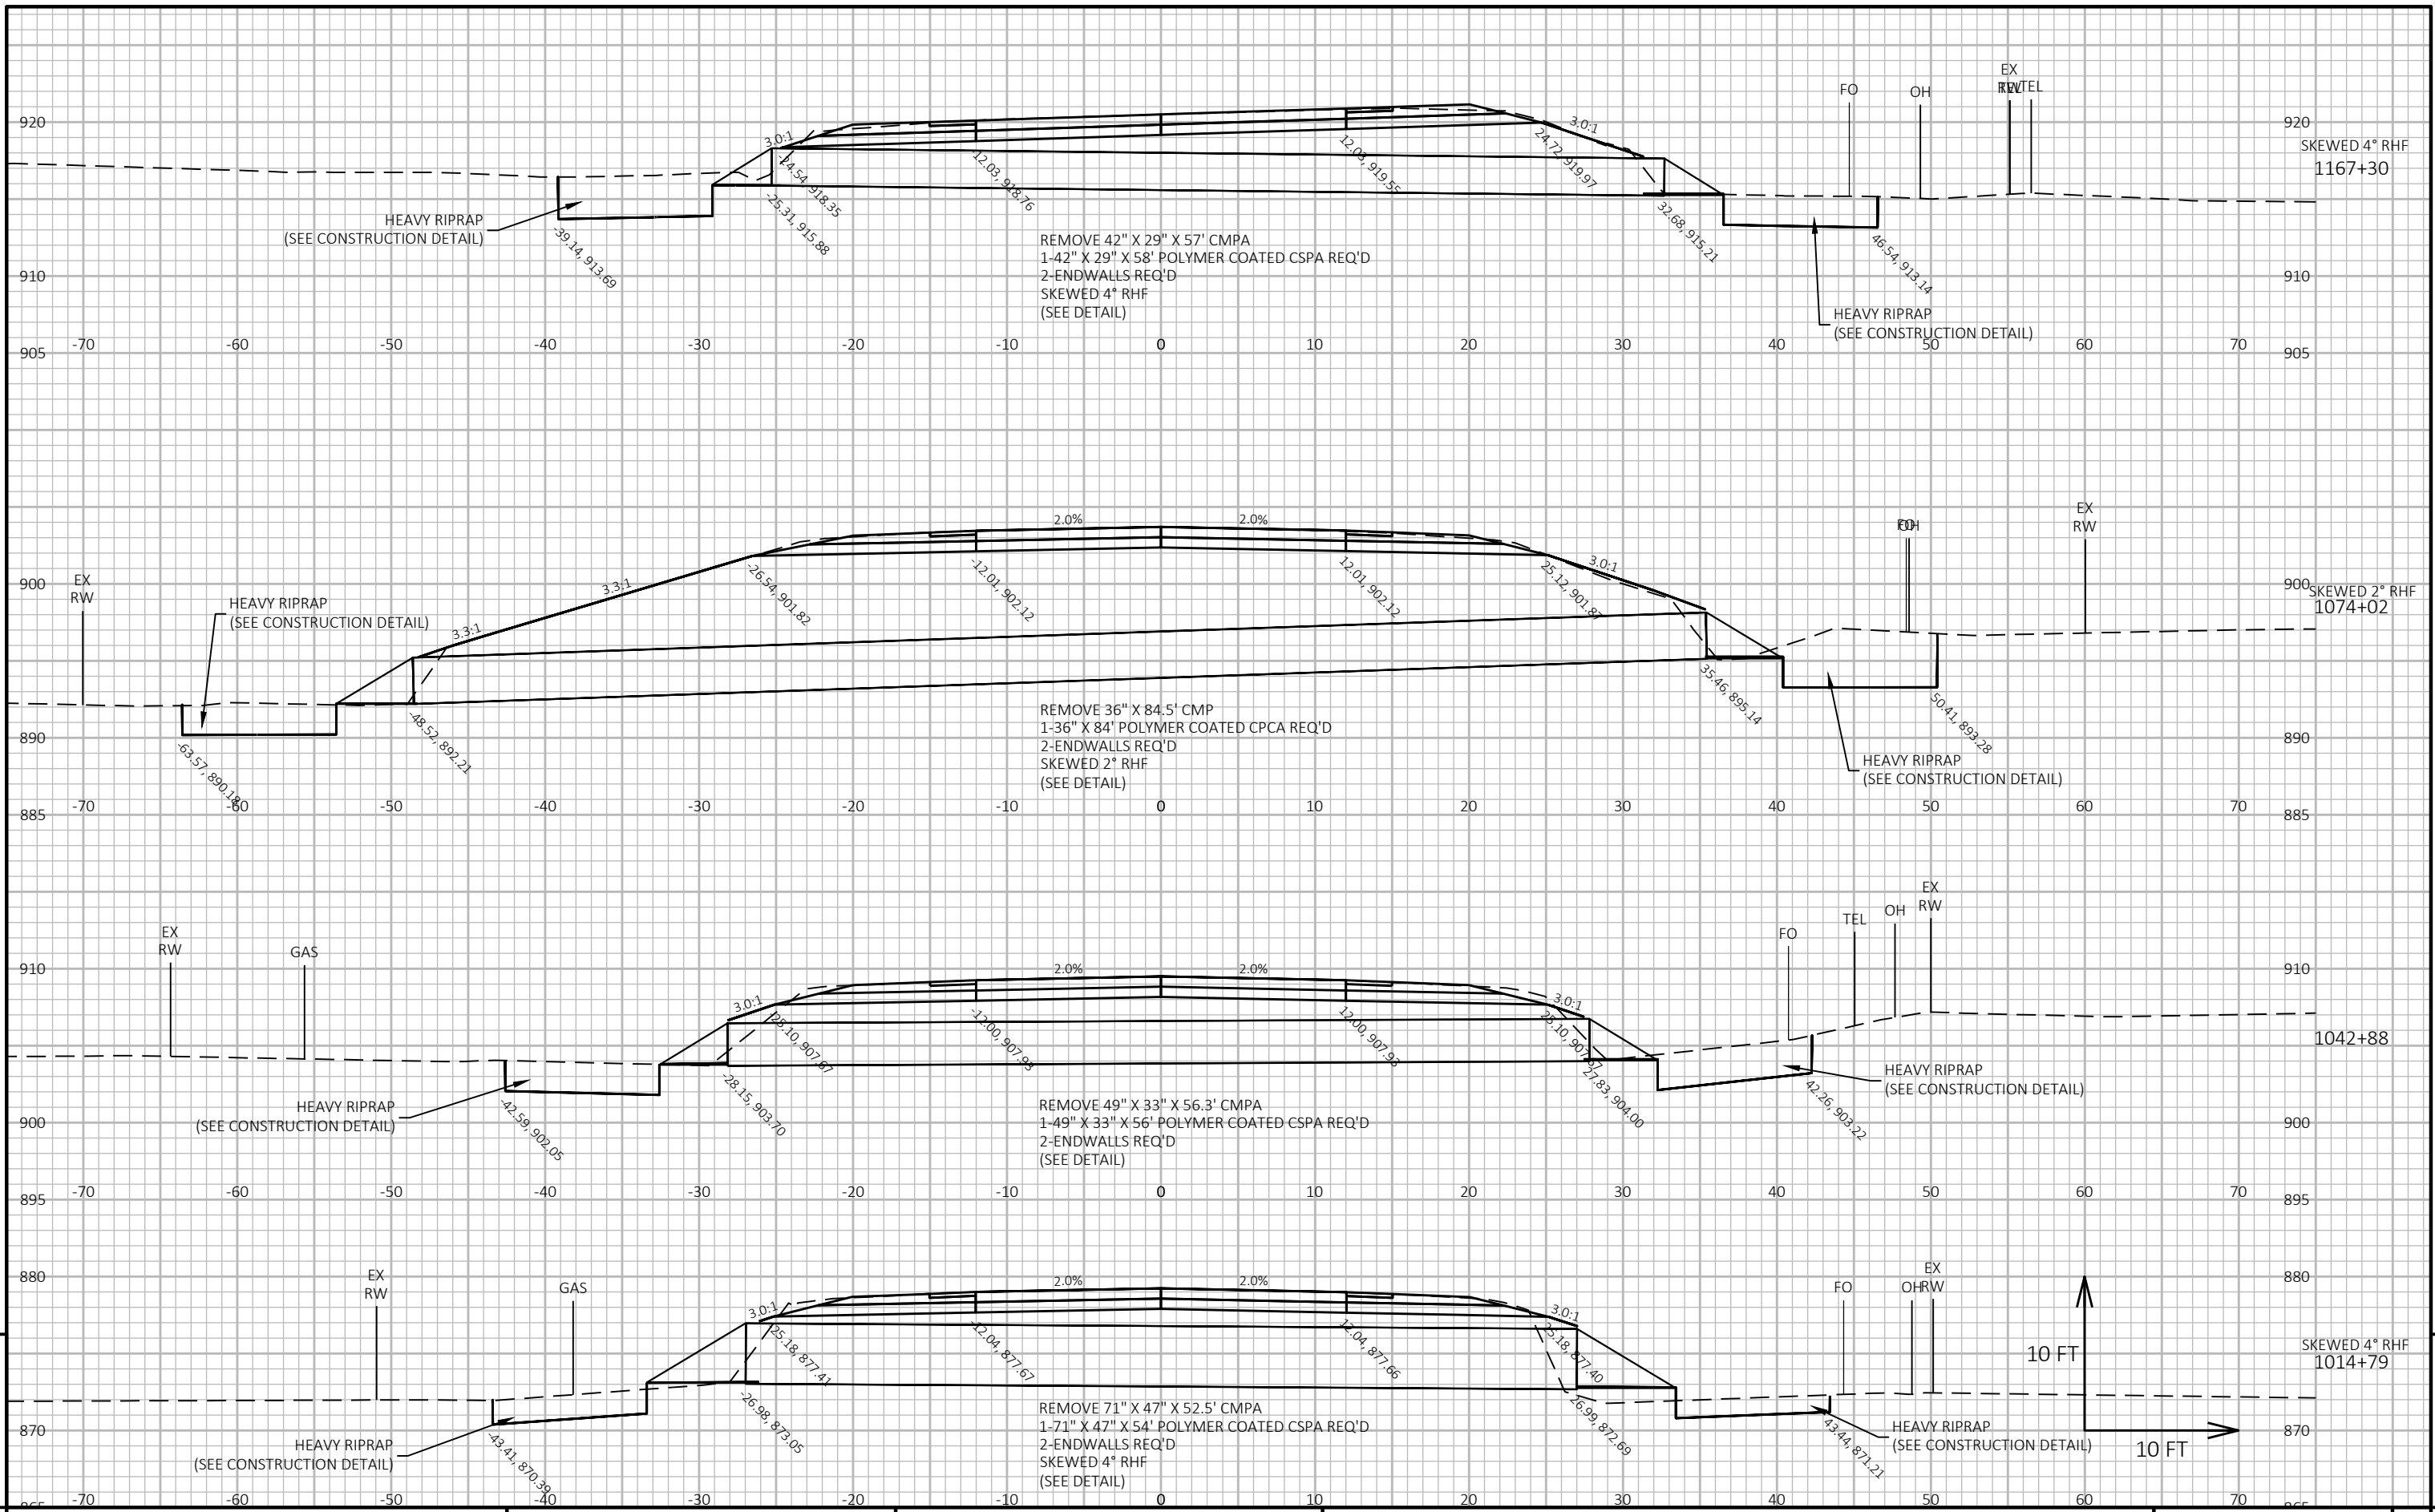 EX
FO
OH
TEL
920
920
3.0:1
3.0:1
SKEWED 4° RHF
1167+30
-24.54, 918.35
12.03, 918.76
12.03, 919.55
24.72, 919.97
-25.31, 915.88
32.68, 915.21
HEAVY RIPRAP
(SEE CONSTRUCTION DETAIL)
-39.14, 913.69
46.54, 913.14
REMOVE 42" X 29" X 57' CMPA
1-42" X 29" X 58' POLYMER COATED CSPA REQ'D
2-ENDWALLS REQ'D
SKEWED 4° RHF
(SEE DETAIL)
910
910
HEAVY RIPRAP
(SEE CONSTRUCTION DETAIL)
905 -70 -60 -50 -40 -30 -20 -10 0 10 20 30 40 50 60 70 905
EX
RW
OH
2.0% 2.0%
EX
RW
900
900
3.3:1
3.3:1
3.0:1
SKEWED 2° RHF
1074+02
HEAVY RIPRAP
(SEE CONSTRUCTION DETAIL)
-26.54, 901.82
-12.01, 902.12
12.01, 902.12
25.12, 901.87
-63.57, 890.18
-48.52, 892.21
35.46, 895.14
50.41, 893.28
REMOVE 36" X 84.5' CMP
1-36" X 84' POLYMER COATED CPCA REQ'D
2-ENDWALLS REQ'D
SKEWED 2° RHF
(SEE DETAIL)
890
890
HEAVY RIPRAP
(SEE CONSTRUCTION DETAIL)
885 -70 -60 -50 -40 -30 -20 -10 0 10 20 30 40 50 60 70 885
EX
RW
GAS
FO
TEL
OH
EX
RW
910
2.0% 2.0%
910
3.0:1
3.0:1
1042+88
25.10, 907.67
-12.00, 907.93
12.00, 907.93
25.10, 907.67
-42.59, 902.05
-28.15, 903.70
27.83, 904.00
42.26, 903.22
HEAVY RIPRAP
(SEE CONSTRUCTION DETAIL)
HEAVY RIPRAP
(SEE CONSTRUCTION DETAIL)
REMOVE 49" X 33" X 56.3' CMPA
1-49" X 33" X 56' POLYMER COATED CSPA REQ'D
2-ENDWALLS REQ'D
(SEE DETAIL)
900
900
895 -70 -60 -50 -40 -30 -20 -10 0 10 20 30 40 50 60 70 895
EX
RW
GAS
FO
OH
EX
RW
880
2.0% 2.0%
880
3.0:1
3.0:1
SKEWED 4° RHF
1014+79
25.18, 877.41
-12.04, 877.67
12.04, 877.66
25.18, 877.40
-43.41, 870.39
-26.98, 873.05
26.99, 872.69
43.44, 871.21
HEAVY RIPRAP
(SEE CONSTRUCTION DETAIL)
HEAVY RIPRAP
(SEE CONSTRUCTION DETAIL)
REMOVE 71" X 47" X 52.5' CMPA
1-71" X 47" X 54' POLYMER COATED CSPA REQ'D
2-ENDWALLS REQ'D
SKEWED 4° RHF
(SEE DETAIL)
870
870
10 FT
10 FT
-70 -60 -50 -40 -30 -20 -10 0 10 20 30 40 50 60 70